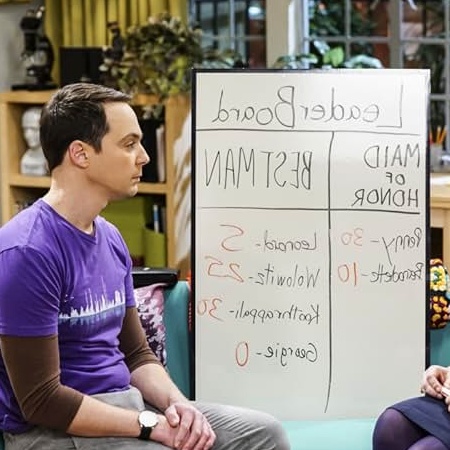 LeaderBoard
MAID OF HONOR
Penny-30
Bernadette-10
BEST MAN
Leonard-5
Wolowitz-25
Koothrappali-30
Georgie-0